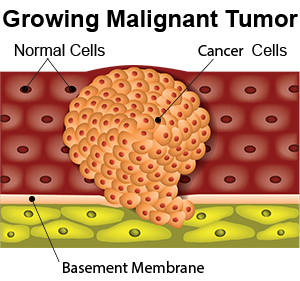 Growing Malignant Tumor
Normal Cells
Cancer Cells
Basement Membrane